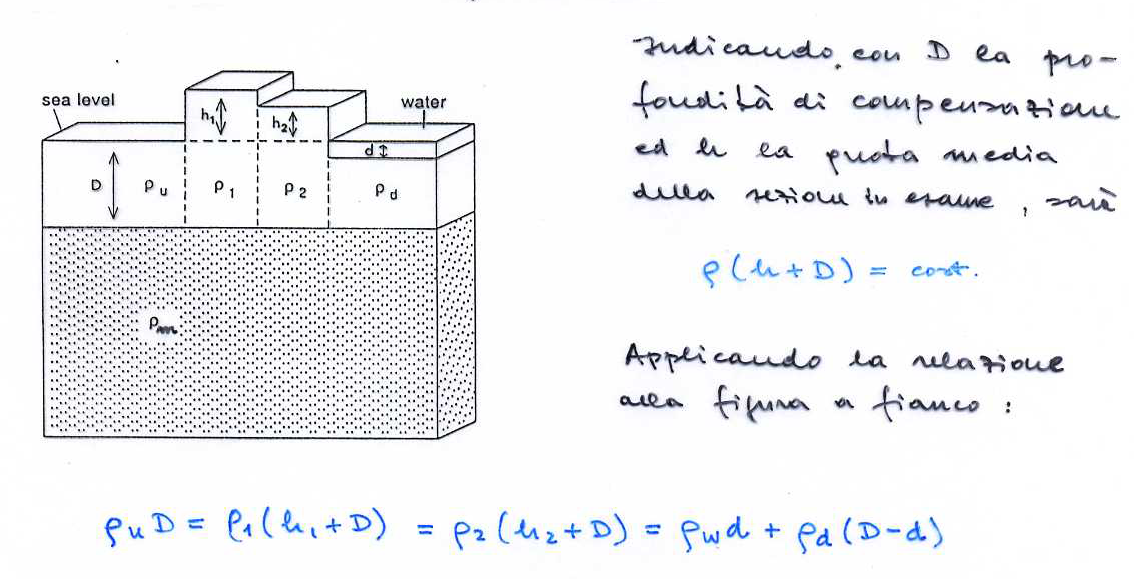 Indicando con D la pro-
fondità di compensazione
ed h la quota media
della sezione in esame, sarà
ρ(h+D) = cost.
Applicando la relazione
alla figura a fianco :
sea level
water
h₁
h₂
d
D
ρu
ρ₁
ρ₂
ρd
ρm
ρuD = ρ₁(h₁+D) = ρ₂(h₂+D) = ρwd + ρd(D-d)